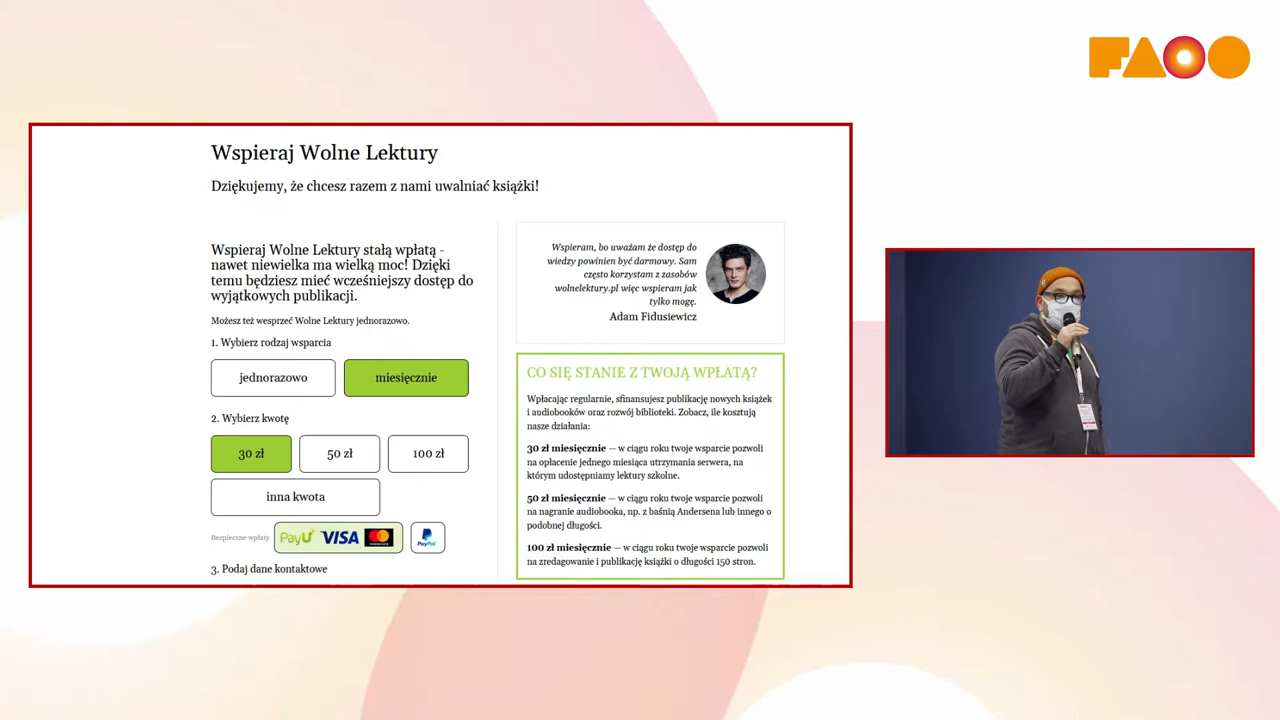 FAOO
Wspieraj Wolne Lektury
Dziękujemy, że chcesz razem z nami uwalniać książki!
Wspieraj Wolne Lektury stałą wpłatą -
nawet niewielka ma wielką moc! Dzięki
temu będziesz mieć wcześniejszy dostęp do
wyjątkowych publikacji.
Możesz też wesprzeć Wolne Lektury jednorazowo.
1. Wybierz rodzaj wsparcia
jednorazowo
miesięcznie
2. Wybierz kwotę
30 zł
50 zł
100 zł
inna kwota
Bezpieczne wpłaty
PayU
VISA
mastercard
PayPal
3. Podaj dane kontaktowe
Wspieram, bo uważam że dostęp do
wiedzy powinien być darmowy. Sam
często korzystam z zasobów
wolnelektury.pl więc wspieram jak
tylko mogę.
Adam Fidusiewicz
CO SIĘ STANIE Z TWOJĄ WPŁATĄ?
Wpłacając regularnie, sfinansujesz publikację nowych książek
i audiobooków oraz rozwój biblioteki. Zobacz, ile kosztują
nasze działania:
30 zł miesięcznie — w ciągu roku twoje wsparcie pozwoli
na opłacenie jednego miesiąca utrzymania serwera, na
którym udostępniamy lektury szkolne.
50 zł miesięcznie — w ciągu roku twoje wsparcie pozwoli
na nagranie audiobooka, np. z baśnią Andersena lub innego o
podobnej długości.
100 zł miesięcznie — w ciągu roku twoje wsparcie pozwoli
na zredagowanie i publikację książki o długości 150 stron.